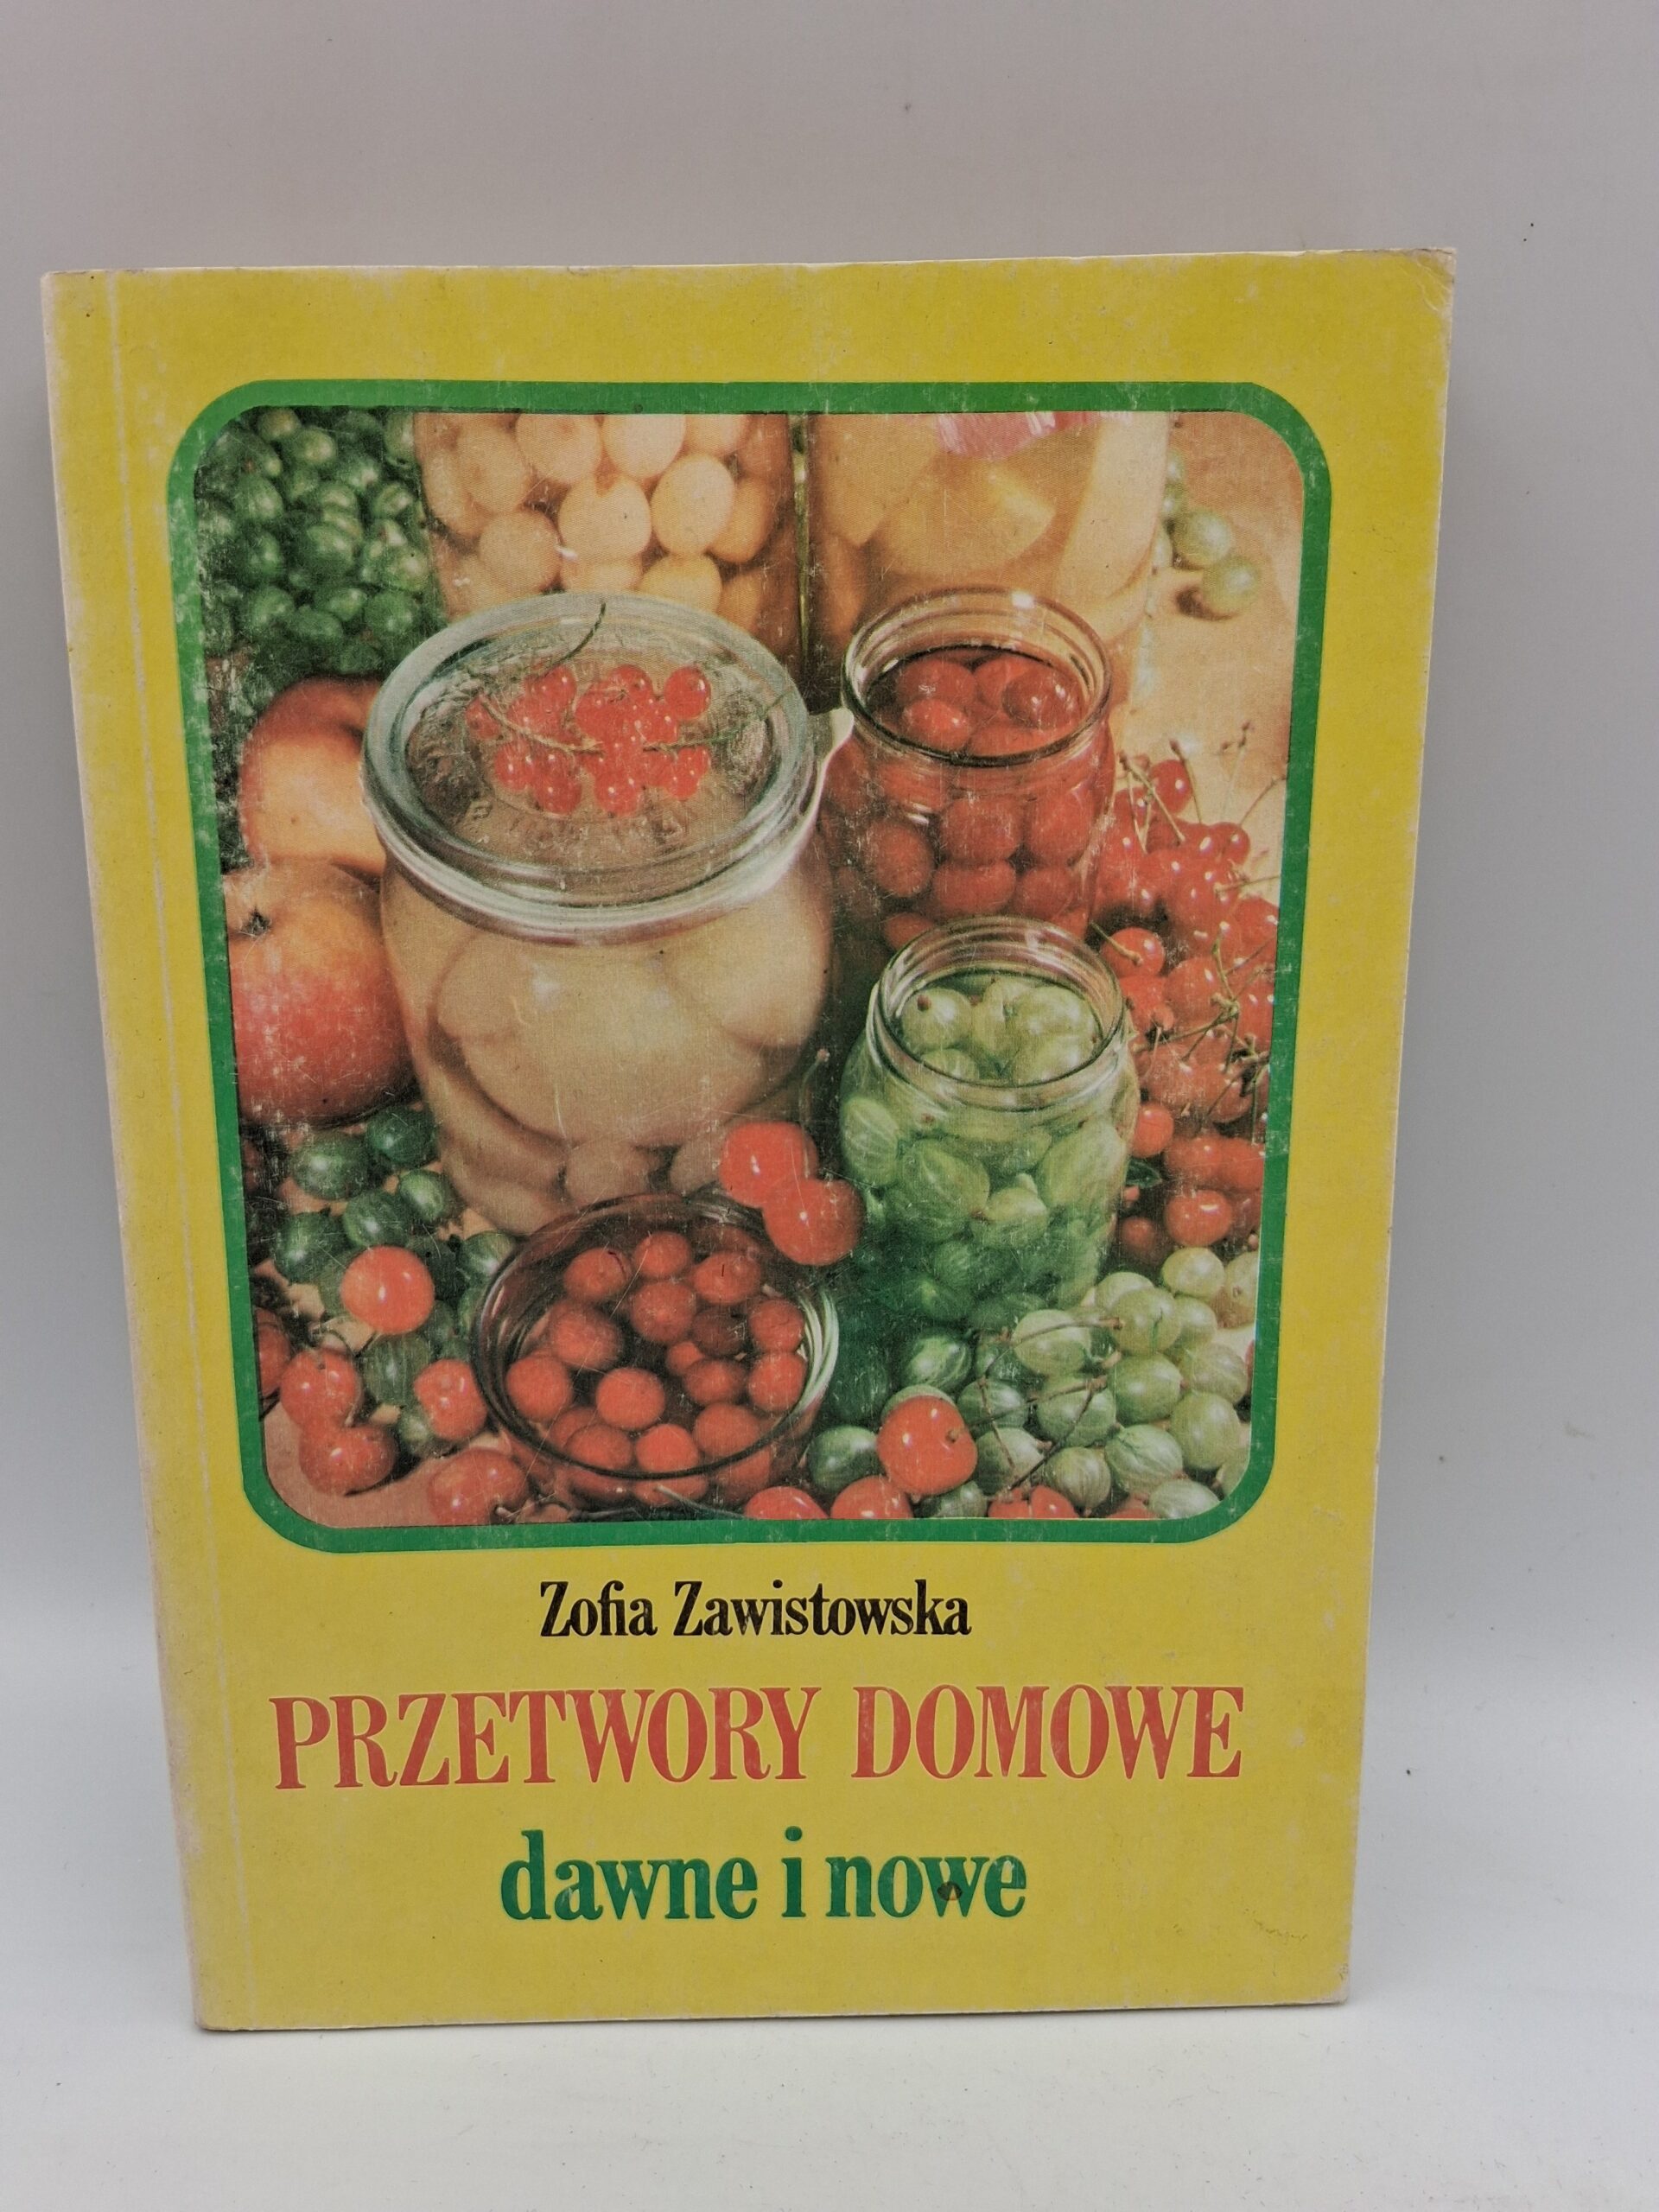 Zofia Zawistowska
PRZETWORY DOMOWE
dawne i nowe